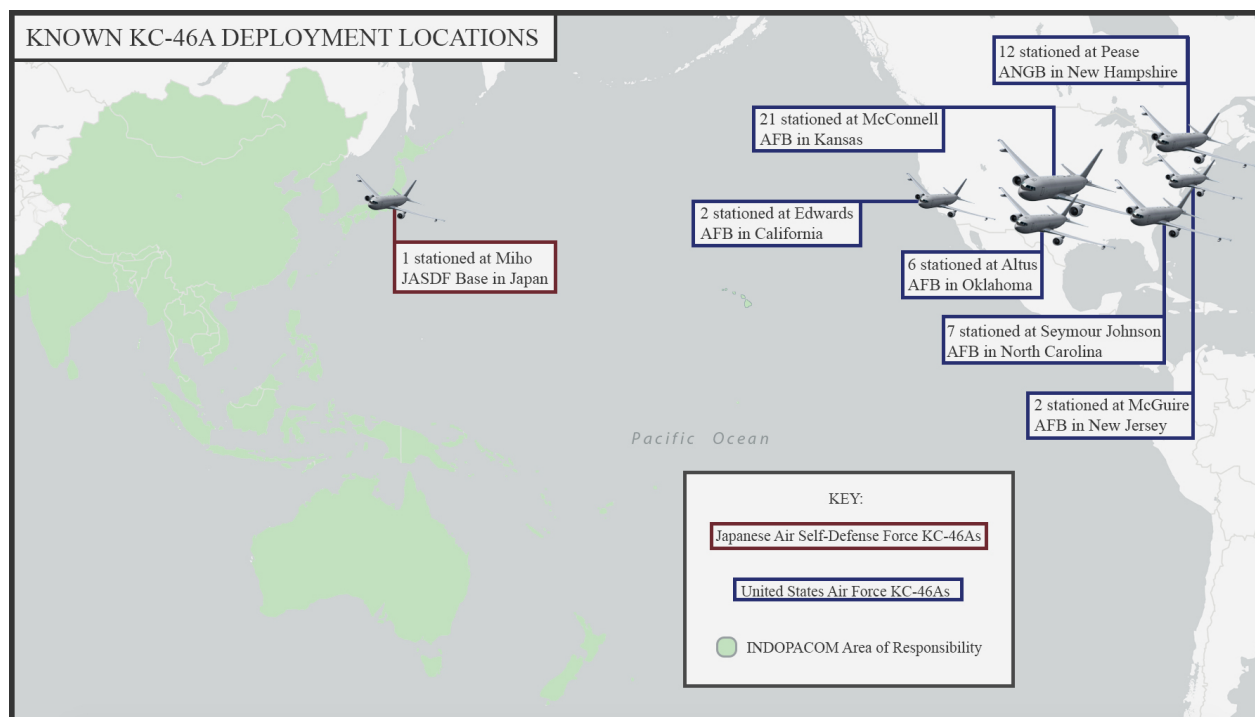 KNOWN KC-46A DEPLOYMENT LOCATIONS
12 stationed at Pease
ANGB in New Hampshire
21 stationed at McConnell
AFB in Kansas
2 stationed at Edwards
AFB in California
1 stationed at Miho
JASDF Base in Japan
6 stationed at Altus
AFB in Oklahoma
7 stationed at Seymour Johnson
AFB in North Carolina
2 stationed at McGuire
AFB in New Jersey
Pacific Ocean
KEY:
Japanese Air Self-Defense Force KC-46As
United States Air Force KC-46As
INDOPACOM Area of Responsibility